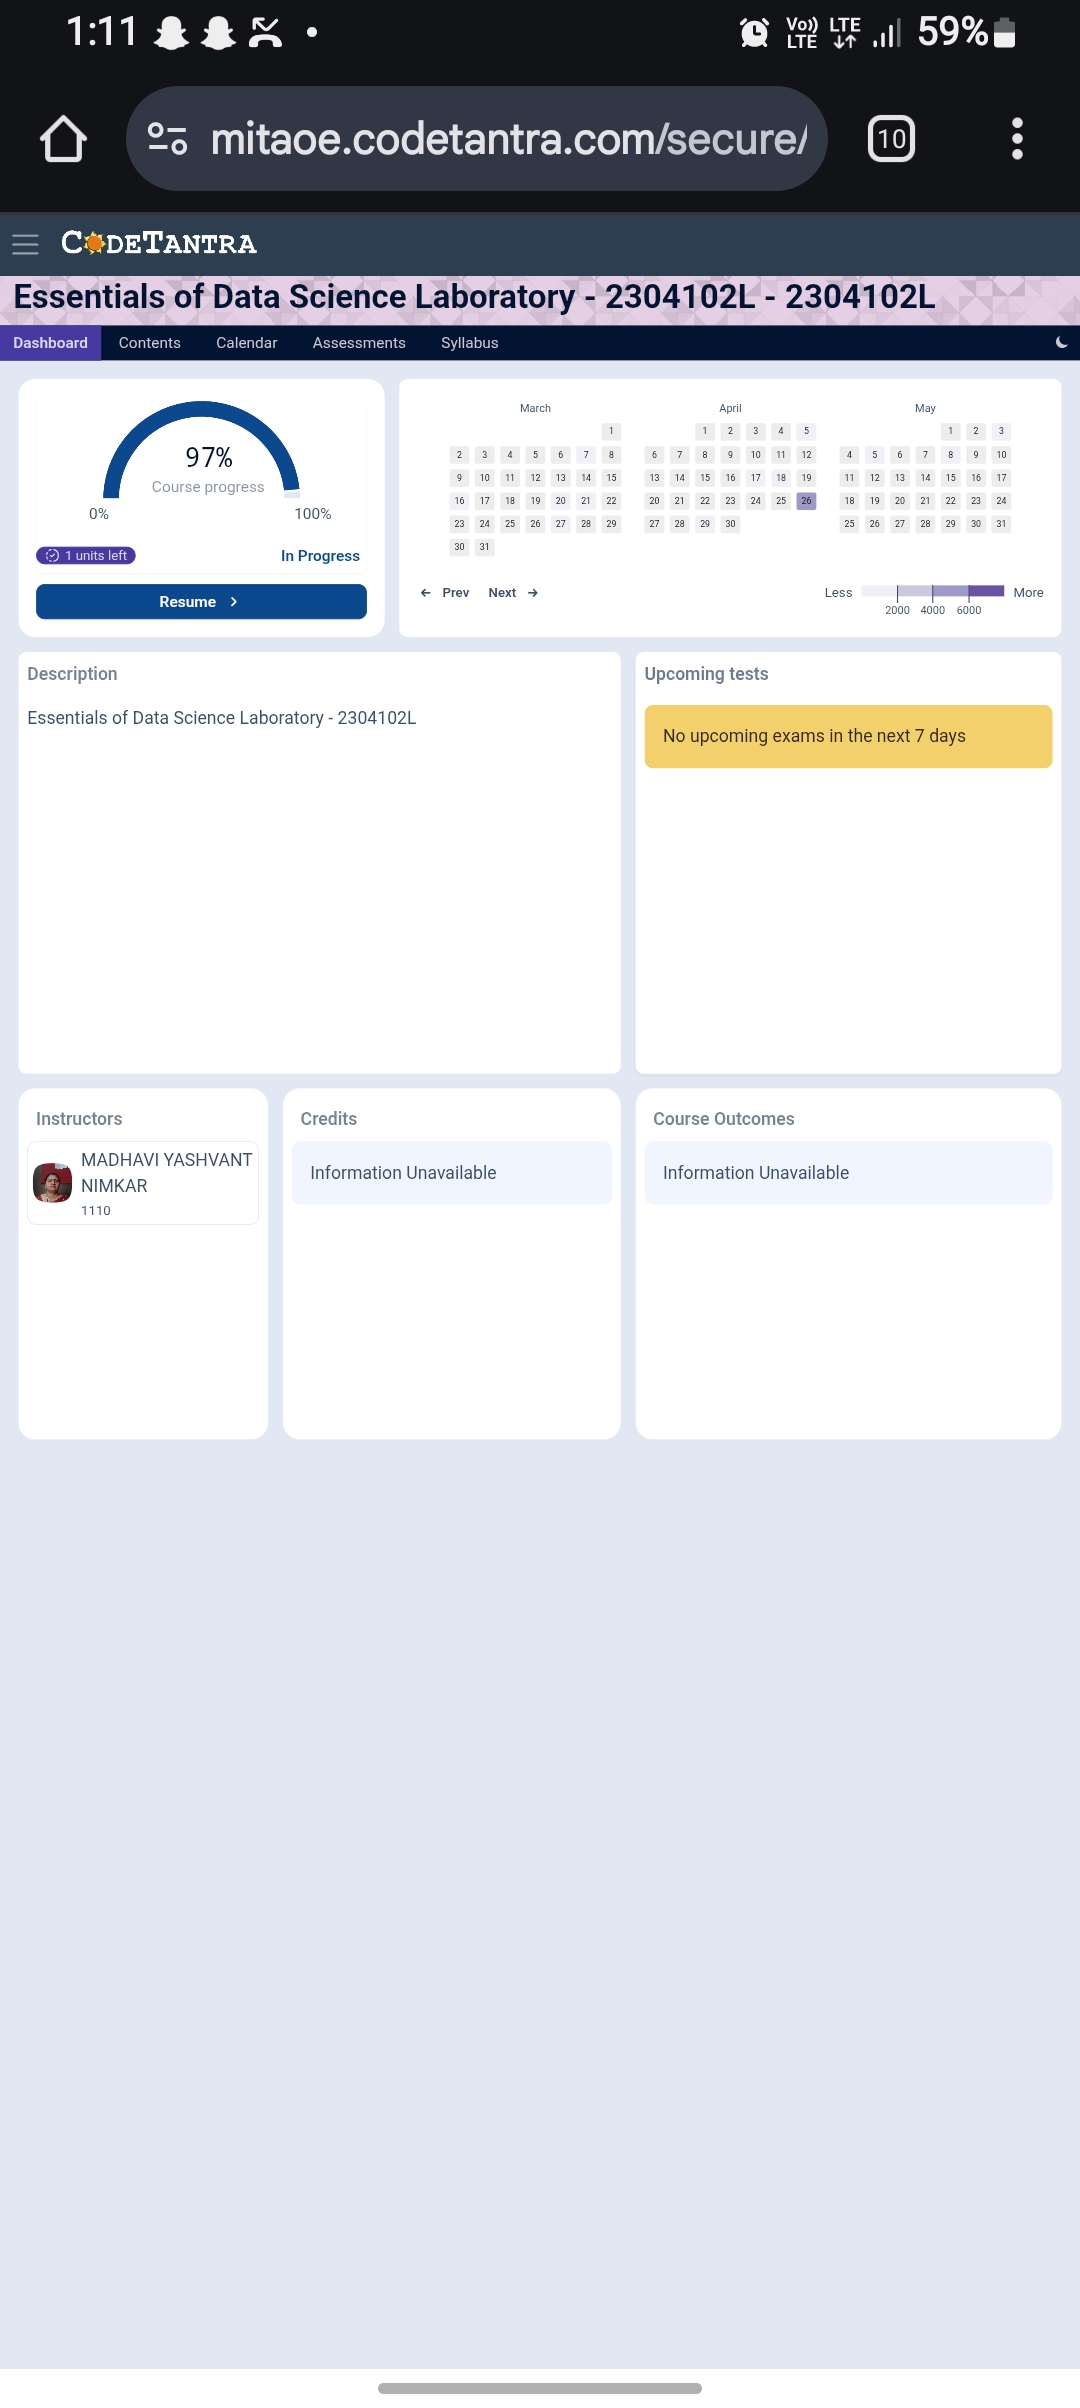 1:11
Vo)) LTE
LTE
59%
mitaoe.codetantra.com/secure/
10
CODETANTRA
Essentials of Data Science Laboratory - 2304102L - 2304102L
Dashboard Contents Calendar Assessments Syllabus
97%
Course progress
0% 100%
1 units left In Progress
Resume
March
1
2 3 4 5 6 7 8
9 10 11 12 13 14 15
16 17 18 19 20 21 22
23 24 25 26 27 28 29
30 31
April
1 2 3 4 5
6 7 8 9 10 11 12
13 14 15 16 17 18 19
20 21 22 23 24 25 26
27 28 29 30
May
1 2 3
4 5 6 7 8 9 10
11 12 13 14 15 16 17
18 19 20 21 22 23 24
25 26 27 28 29 30 31
Prev Next
Less More
2000 4000 6000
Description
Essentials of Data Science Laboratory - 2304102L
Upcoming tests
No upcoming exams in the next 7 days
Instructors
MADHAVI YASHVANT
NIMKAR
1110
Credits
Information Unavailable
Course Outcomes
Information Unavailable